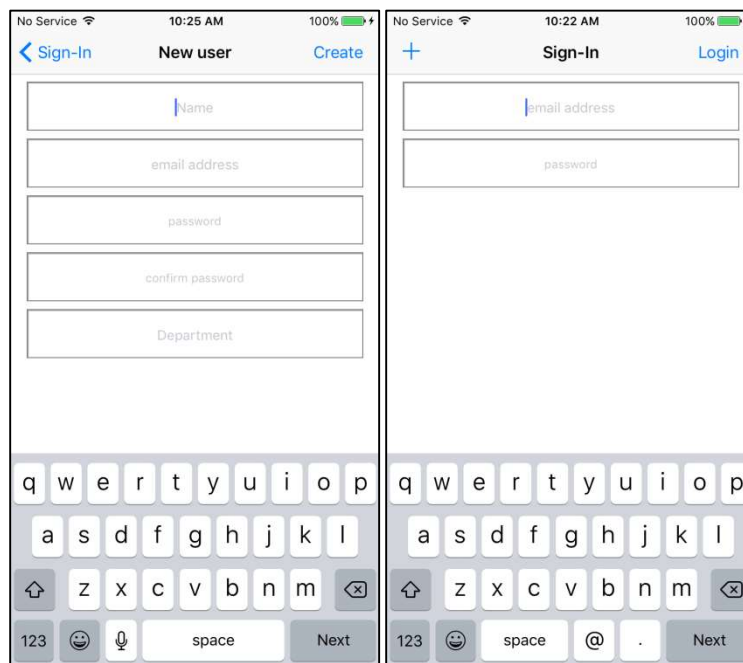 No Service 10:25 AM 100%
Sign-In New user Create
Name
email address
password
confirm password
Department
q w e r t y u i o p
a s d f g h j k l
z x c v b n m
123 space Next
No Service 10:22 AM 100%
+ Sign-In Login
email address
password
q w e r t y u i o p
a s d f g h j k l
z x c v b n m
123 space @ . Next